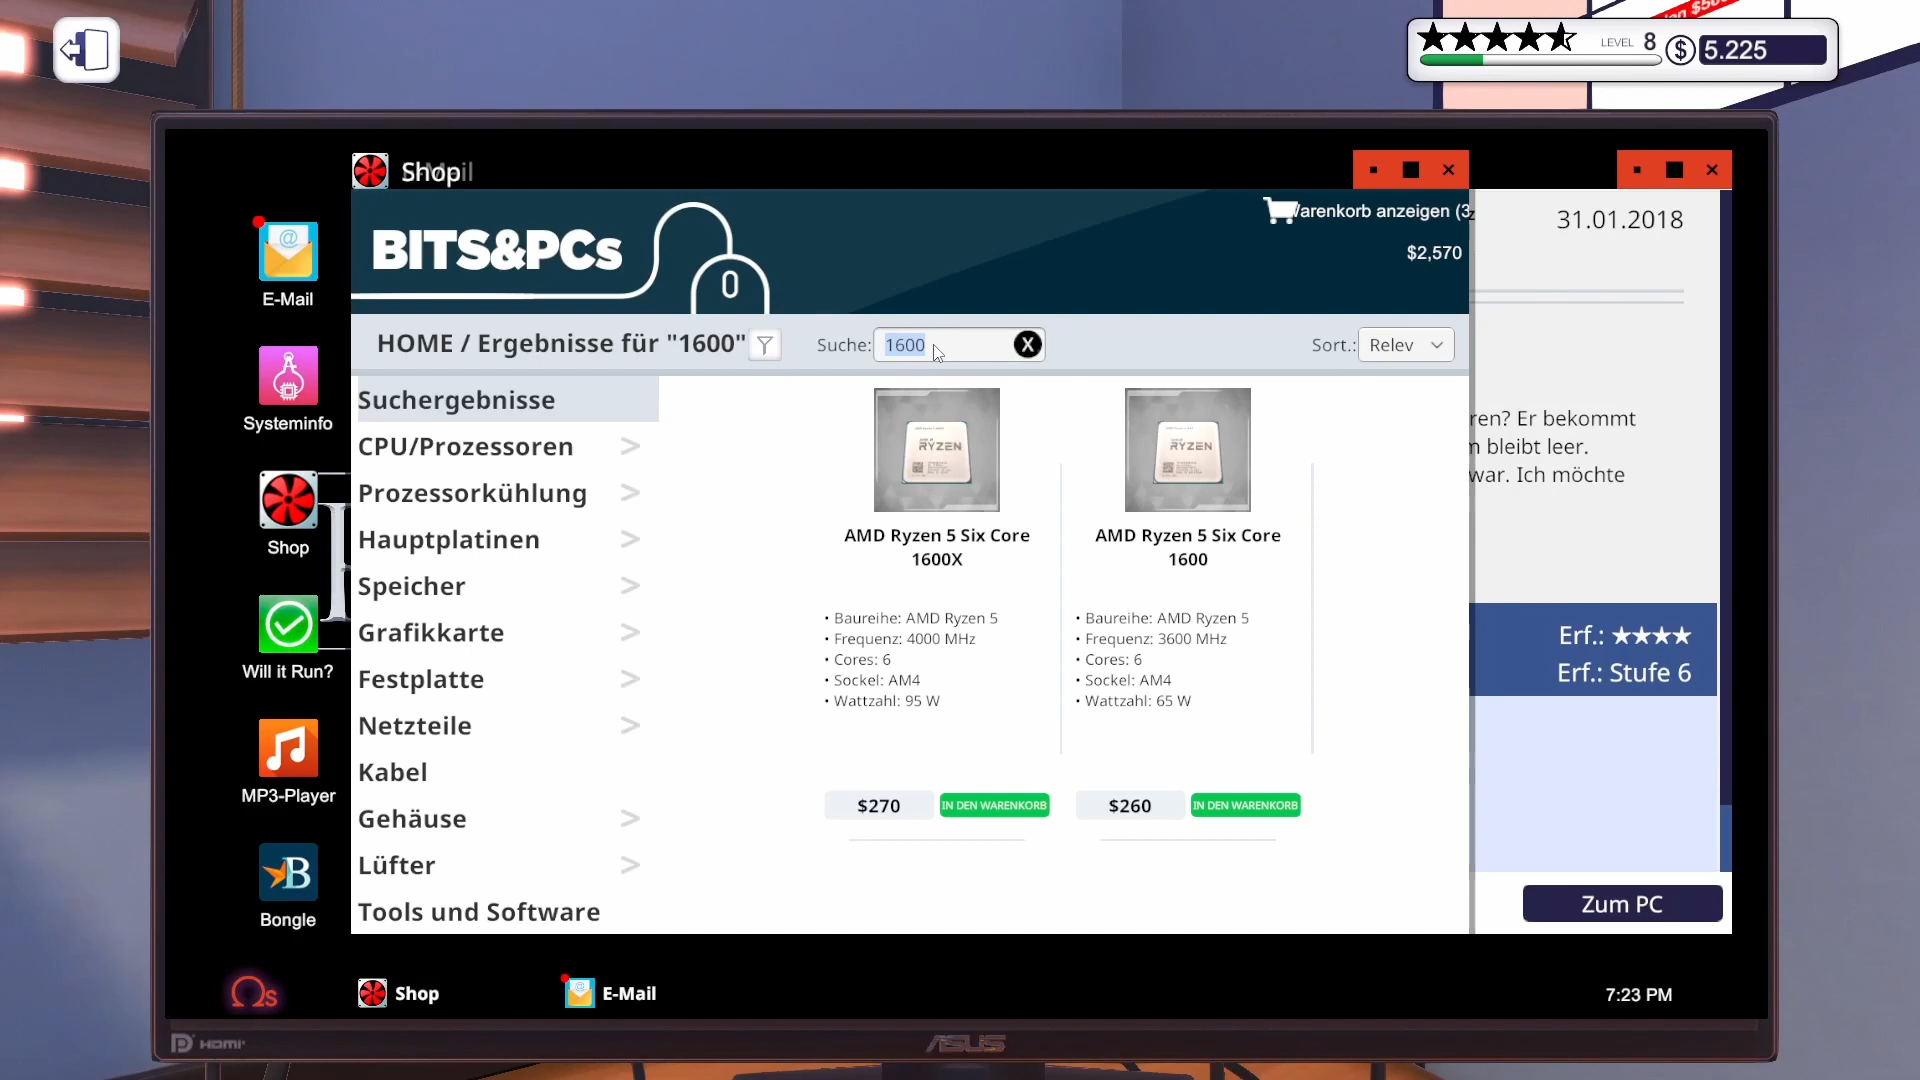 LEVEL 8
$ 5.225
Shop
BITS&PCs
arenkorb anzeigen (3
$2,570
31.01.2018
HOME / Ergebnisse für "1600"
Suche: 1600 X
Sort.: Relev
E-Mail
Systeminfo
Shop
Will it Run?
MP3-Player
B
Bongle
Suchergebnisse
CPU/Prozessoren >
Prozessorkühlung >
Hauptplatinen >
Speicher >
Grafikkarte >
Festplatte >
Netzteile >
Kabel
Gehäuse >
Lüfter >
Tools und Software
AMD Ryzen 5 Six Core
1600X
• Baureihe: AMD Ryzen 5
• Frequenz: 4000 MHz
• Cores: 6
• Sockel: AM4
• Wattzahl: 95 W
$270
IN DEN WARENKORB
AMD Ryzen 5 Six Core
1600
• Baureihe: AMD Ryzen 5
• Frequenz: 3600 MHz
• Cores: 6
• Sockel: AM4
• Wattzahl: 65 W
$260
IN DEN WARENKORB
RYZEN
RYZEN
ren? Er bekommt
bleibt leer.
war. Ich möchte
Erf.: ★★★★
Erf.: Stufe 6
Zum PC
Ωs
Shop
E-Mail
7:23 PM
HDMI
ASUS